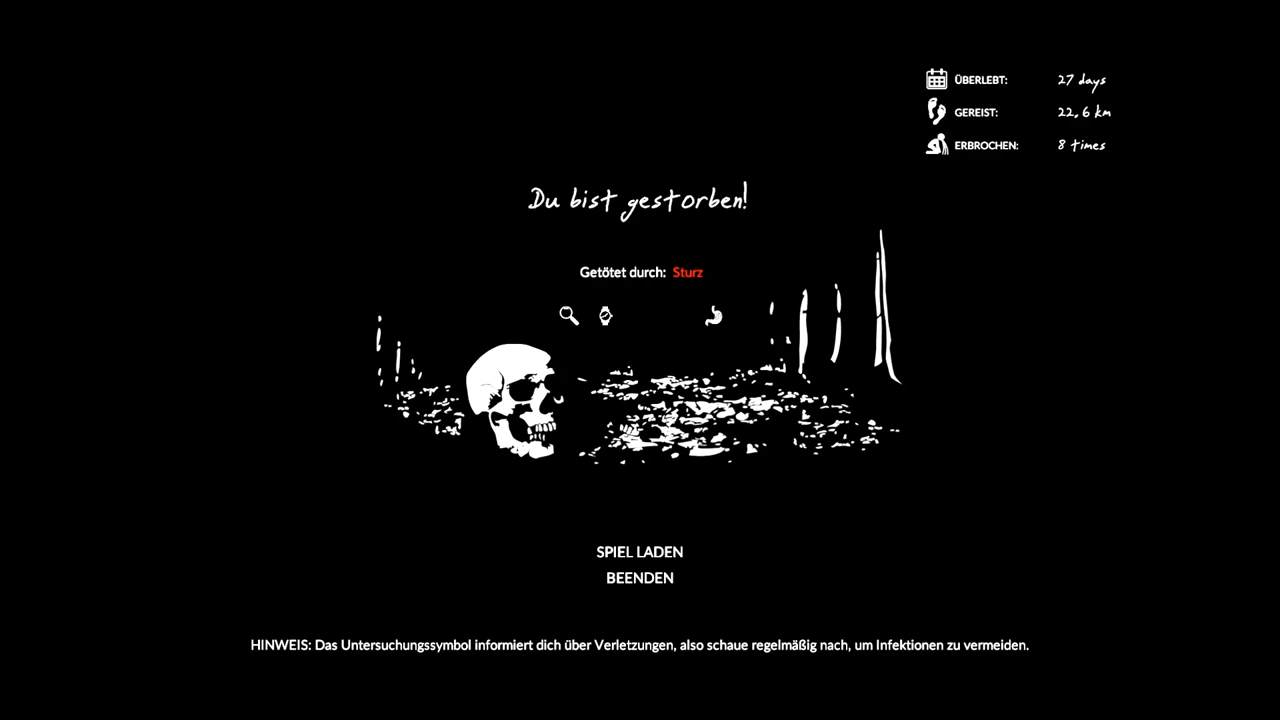 ÜBERLEBT: 27 days
GEREIST: 22,6 km
ERBROCHEN: 8 times
Du bist gestorben!
Getötet durch: Sturz
SPIEL LADEN
BEENDEN
HINWEIS: Das Untersuchungssymbol informiert dich über Verletzungen, also schaue regelmäßig nach, um Infektionen zu vermeiden.